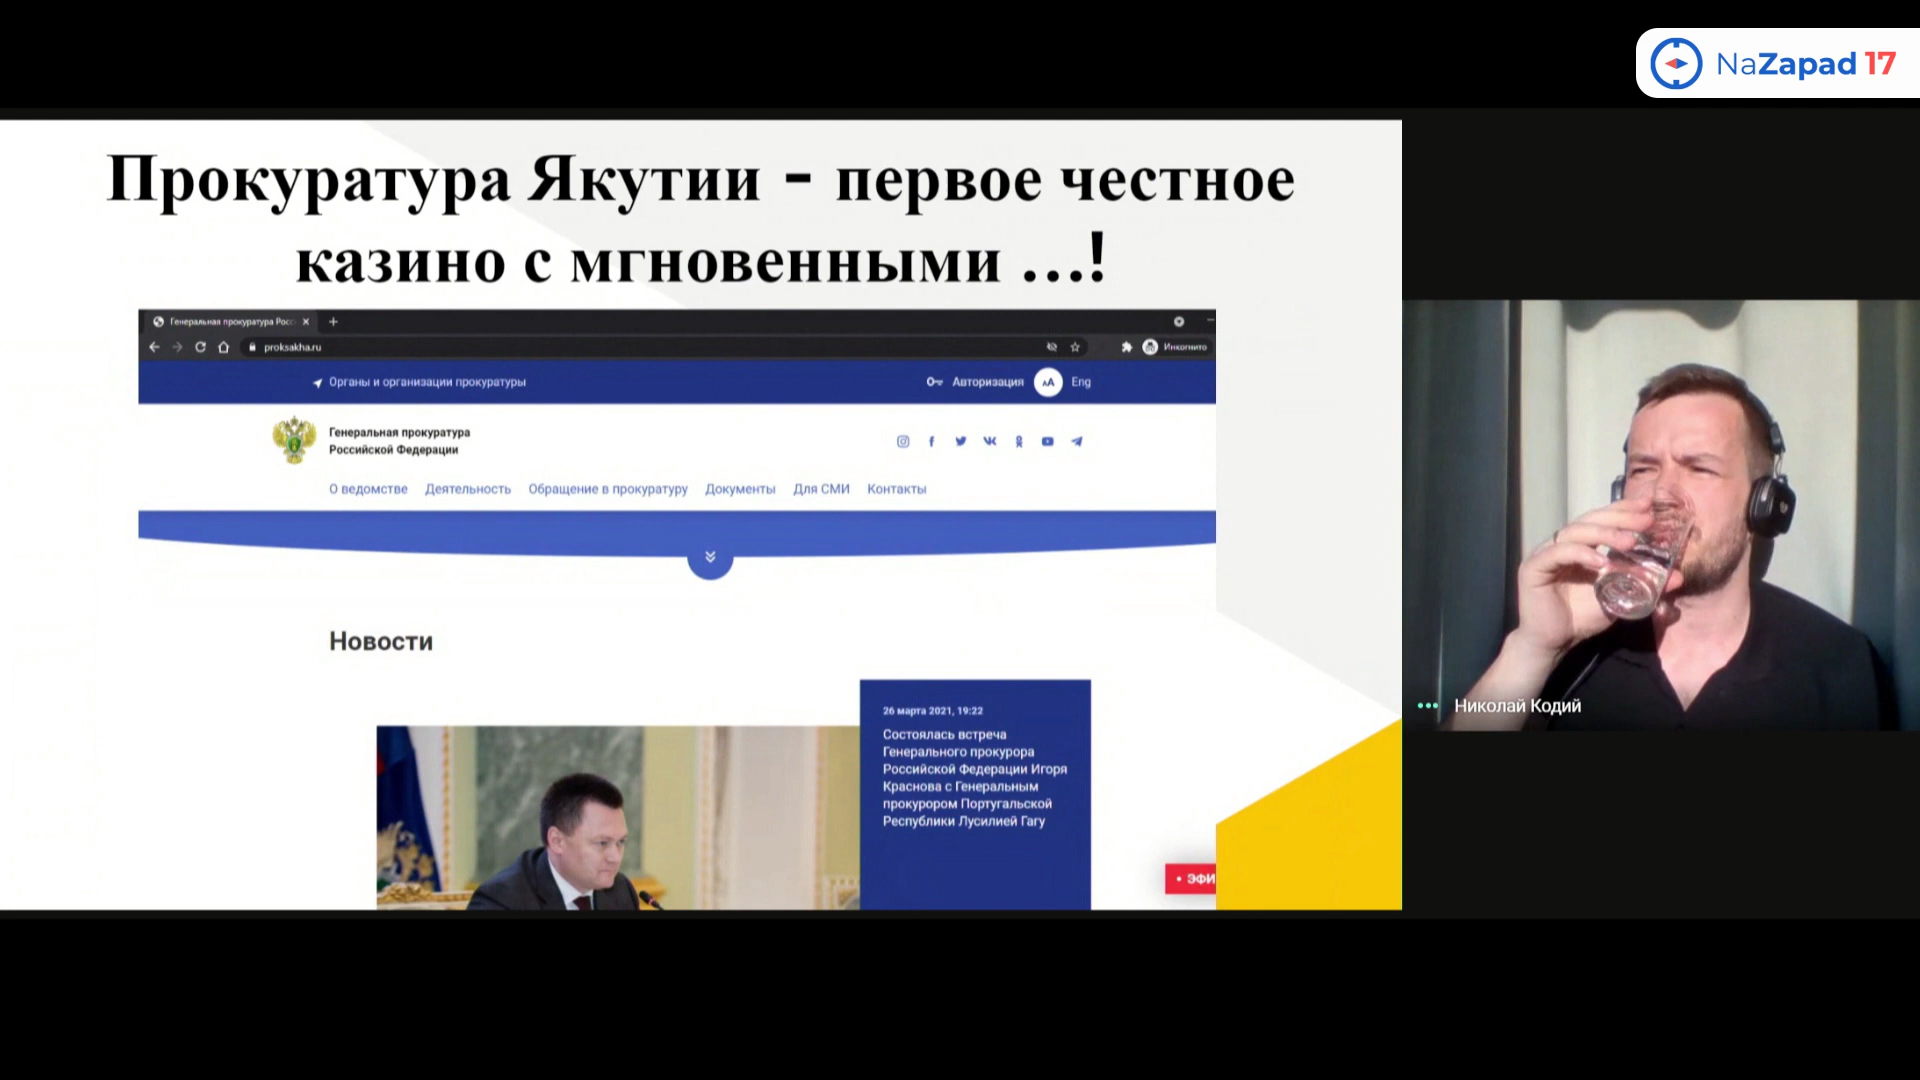 NaZapad 17
Прокуратура Якутии - первое честное
казино с мгновенными ...!
Генеральная прокуратура Росс
proksakha.ru
Инкогнито
Органы и организации прокуратуры
Авторизация
AA
Eng
Генеральная прокуратура
Российской Федерации
О ведомстве Деятельность Обращение в прокуратуру Документы Для СМИ Контакты
Новости
26 марта 2021, 19:22
Состоялась встреча
Генерального прокурора
Российской Федерации Игоря
Краснова с Генеральным
прокурором Португальской
Республики Лусилией Гагу
• ЭФИ
Николай Кодий